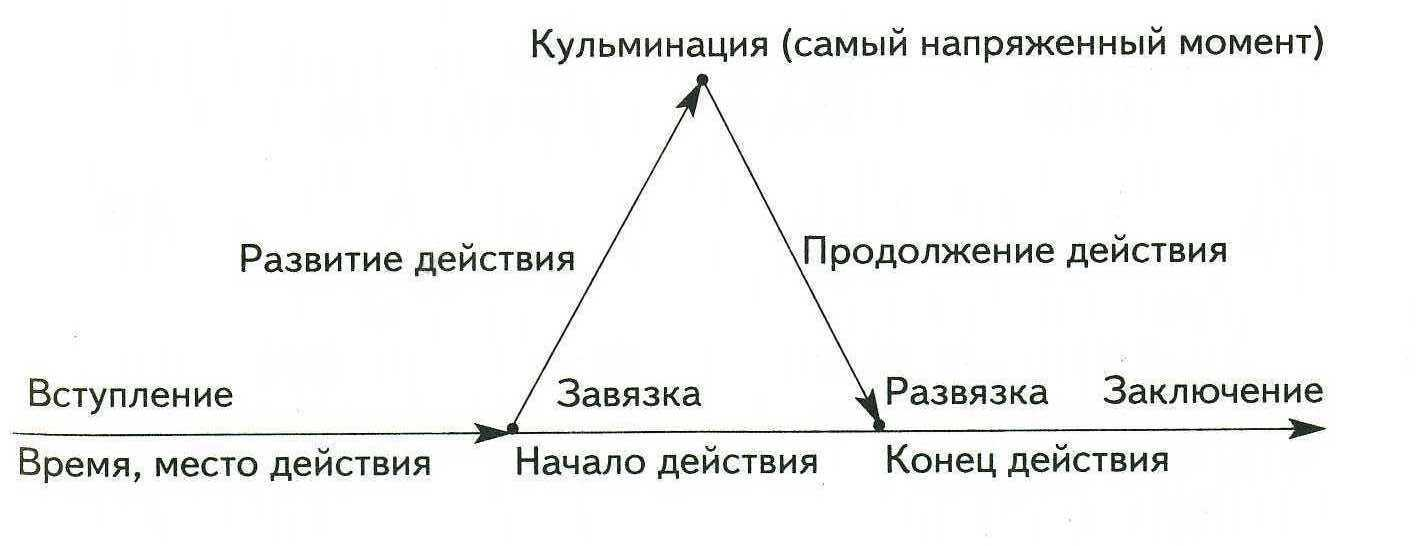 Кульминация (самый напряженный момент)
Развитие действия
Продолжение действия
Вступление
Завязка
Развязка
Заключение
Время, место действия
Начало действия
Конец действия